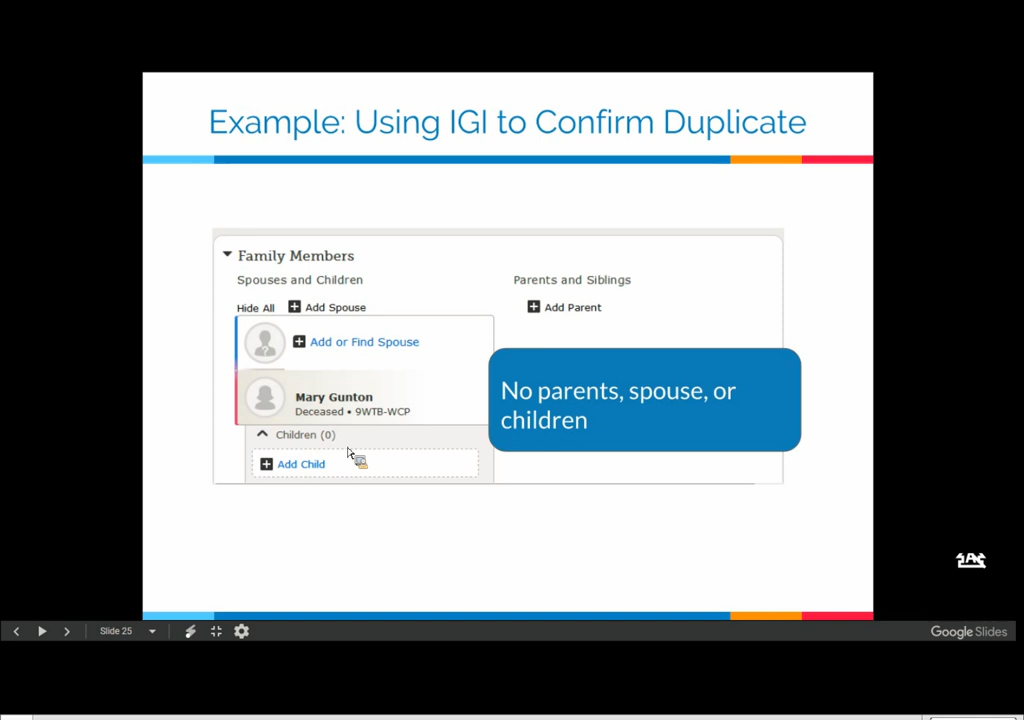 Example: Using IGI to Confirm Duplicate
Family Members
Spouses and Children
Parents and Siblings
Hide All Add Spouse
Add Parent
Add or Find Spouse
Mary Gunton
Deceased • 9WTB-WCP
Children (0)
Add Child
No parents, spouse, or
children
Slide 25
Google Slides